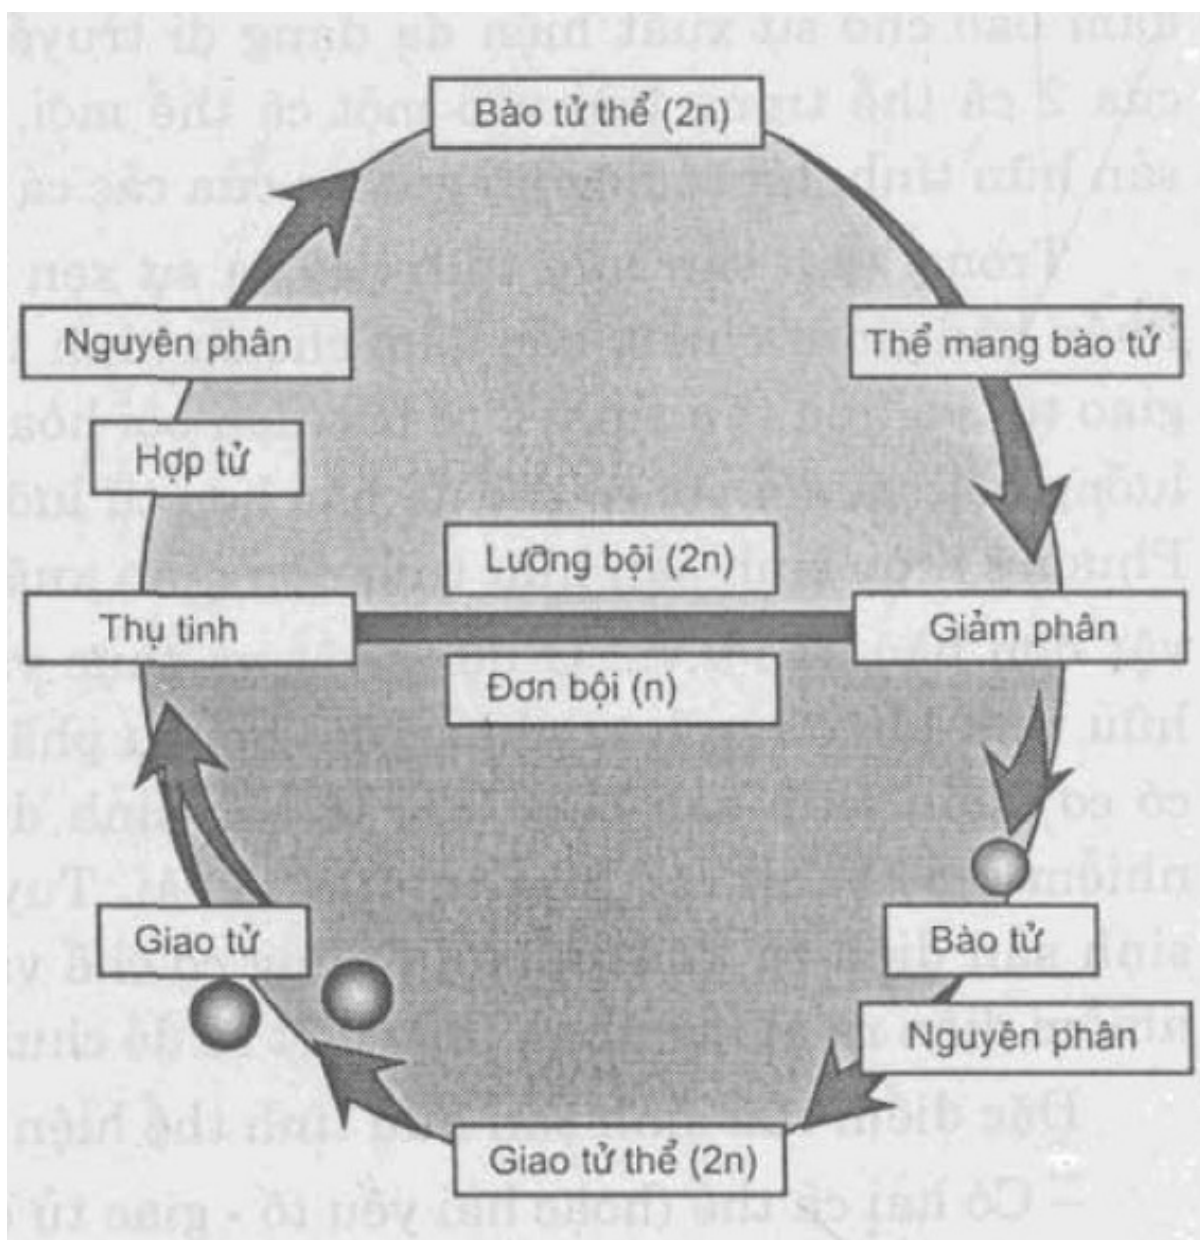 Bào tử thể (2n)
Nguyên phân
Thể mang bào tử
Hợp tử
Lưỡng bội (2n)
Thụ tinh
Giảm phân
Đơn bội (n)
Giao tử
Bào tử
Nguyên phân
Giao tử thể (2n)